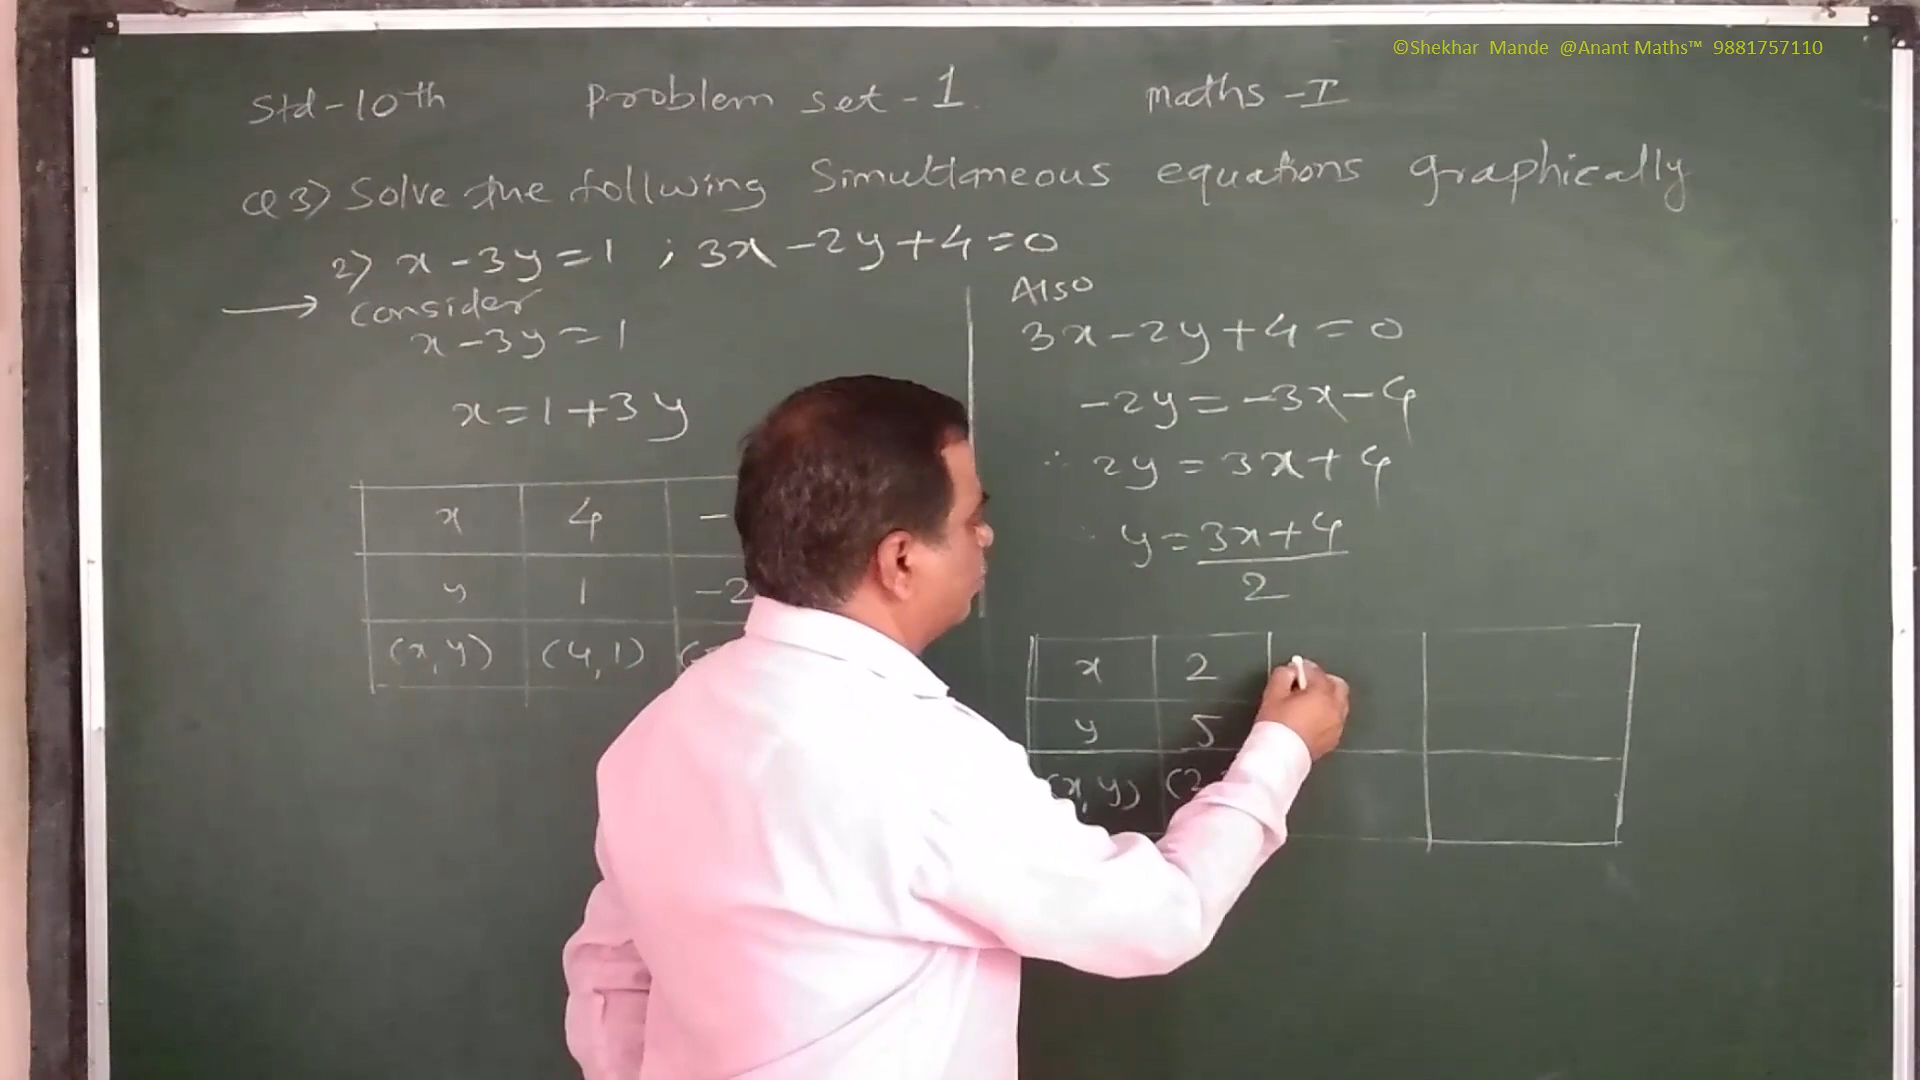 ©Shekhar Mande @Anant Maths™ 9881757110
Std-10th problem set-1 maths-I
Q3) Solve the follwing Simultaneous equations graphically
2) x-3y=1 ; 3x-2y+4=0
→ consider
x-3y=1
x=1+3y
x 4 -
y 1 -2
(x,y) (4,1)
Also
3x-2y+4=0
-2y=-3x-4
∴ 2y=3x+4
∴ y=3x+4
2
x 2
y 5
(x,y) (2,